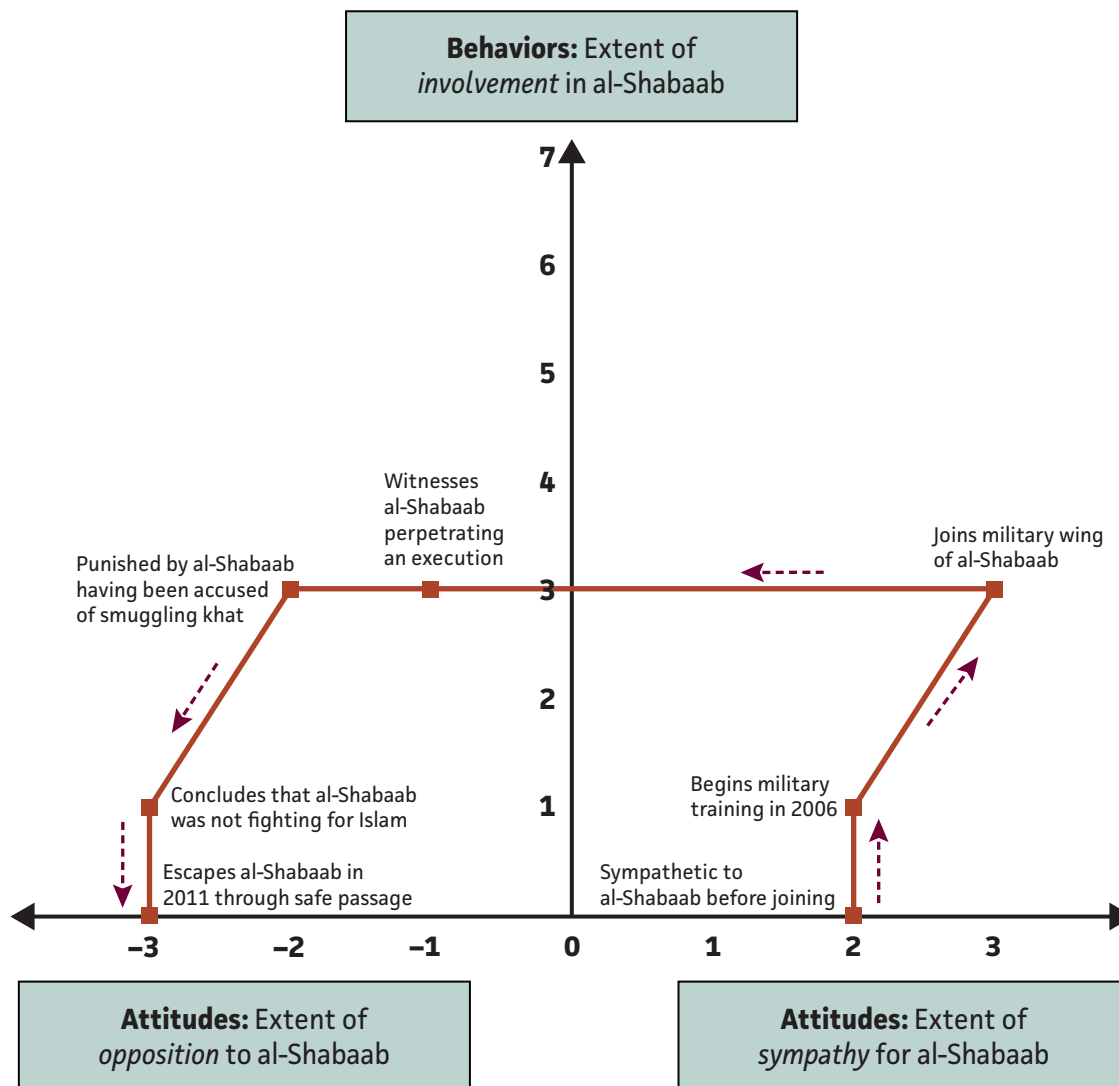 Behaviors: Extent of
involvement in al-Shabaab
7
6
5
4
3
2
1
Witnesses
al-Shabaab
perpetrating
an execution
Joins military wing
of al-Shabaab
Punished by al-Shabaab
having been accused
of smuggling khat
Concludes that al-Shabaab
was not fighting for Islam
Begins military
training in 2006
Escapes al-Shabaab in
2011 through safe passage
Sympathetic to
al-Shabaab before joining
–3 –2 –1 0 1 2 3
Attitudes: Extent of
opposition to al-Shabaab
Attitudes: Extent of
sympathy for al-Shabaab